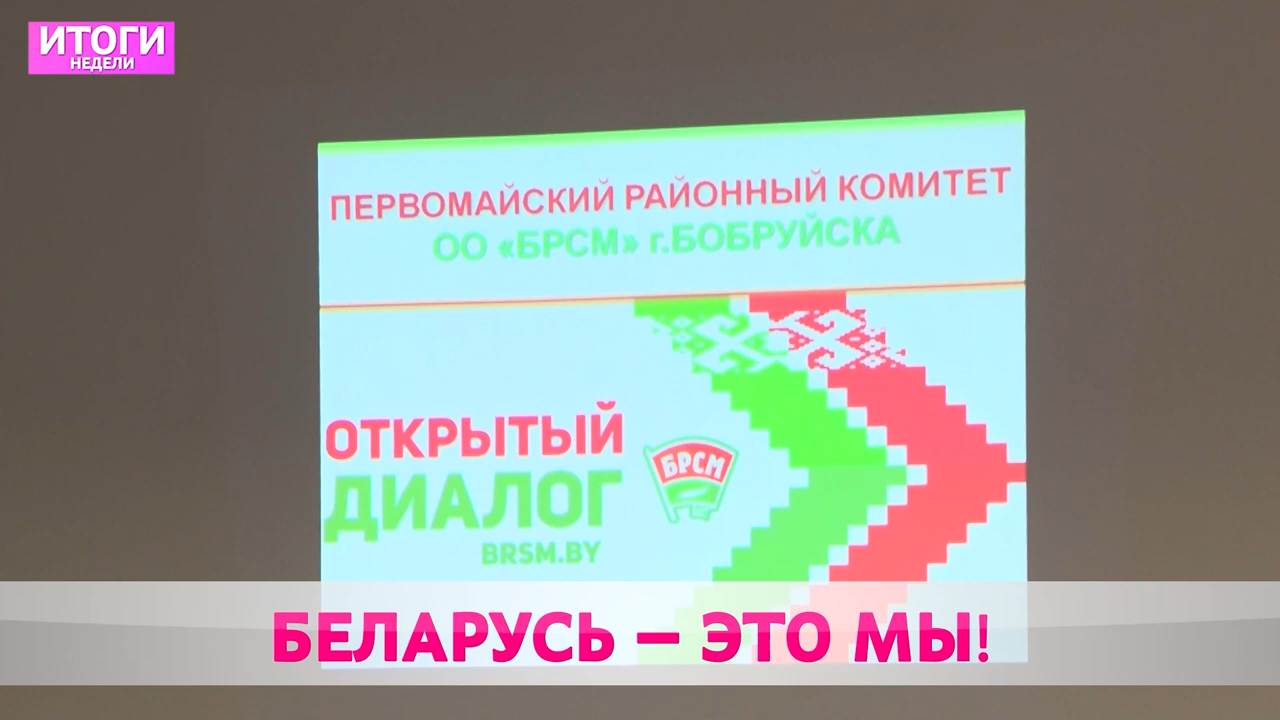 ИТОГИ
НЕДЕЛИ
ПЕРВОМАЙСКИЙ РАЙОННЫЙ КОМИТЕТ
ОО «БРСМ» г.БОБРУЙСКА
ОТКРЫТЫЙ
ДИАЛОГ
BRSM.BY
БРСМ
БЕЛАРУСЬ – ЭТО МЫ!